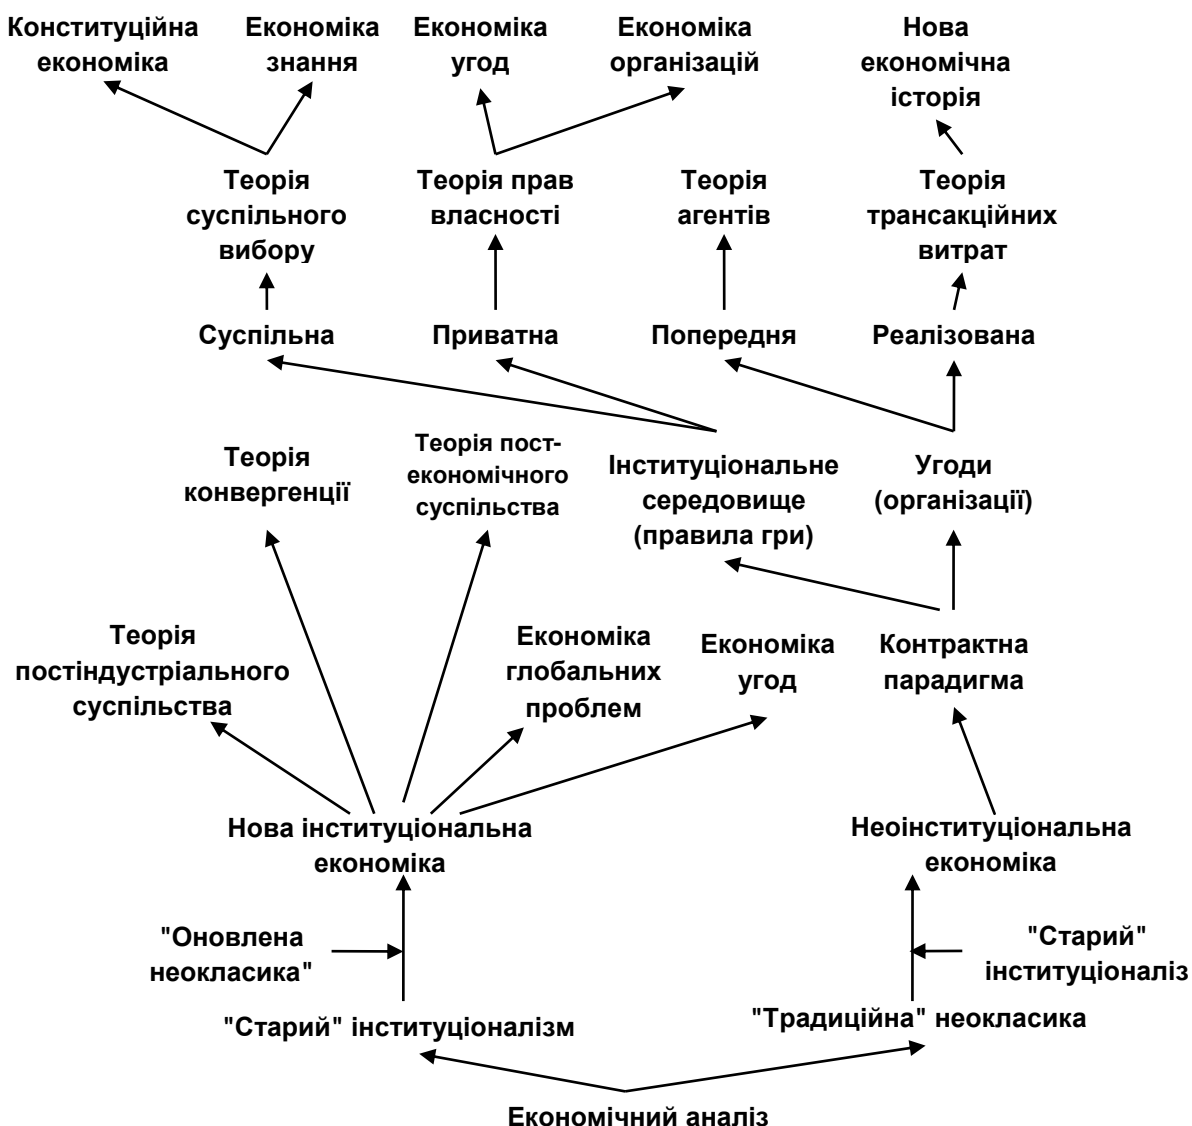 Конституційна
економіка
Економіка
знання
Економіка
угод
Економіка
організацій
Нова
економічна
історія
Теорія
суспільного
вибору
Теорія прав
власності
Теорія
агентів
Теорія
трансакційних
витрат
Суспільна
Приватна
Попередня
Реалізована
Теорія
конвергенції
Теорія пост-
економічного
суспільства
Інституціональне
середовище
(правила гри)
Угоди
(організації)
Теорія
постіндустріального
суспільства
Економіка
глобальних
проблем
Економіка
угод
Контрактна
парадигма
Нова інституціональна
економіка
Неоінституціональна
економіка
"Оновлена
неокласика"
"Старий"
інституціоналіз
"Старий" інституціоналізм
"Традиційна" неокласика
Економічний аналіз